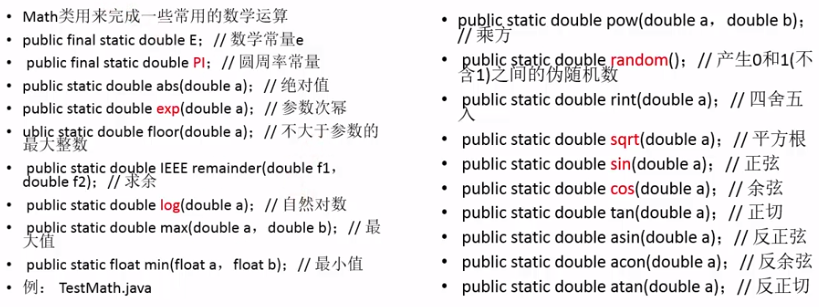 • Math类用来完成一些常用的数学运算
• public final static double E; // 数学常量e
• public final static double PI; // 圆周率常量
• public static double abs(double a); // 绝对值
• public static double exp(double a); // 参数次幂
• ublic static double floor(double a); // 不大于参数的
最大整数
• public static double IEEE remainder(double f1,
double f2); // 求余
• public static double log(double a); // 自然对数
• public static double max(double a, double b); // 最
大值
• public static float min(float a, float b); // 最小值
• 例: TestMath.java
• public static double pow(double a, double b);
// 乘方
• public static double random(); // 产生0和1(不
含1)之间的伪随机数
• public static double rint(double a); // 四舍五
入
• public static double sqrt(double a); // 平方根
• public static double sin(double a); // 正弦
• public static double cos(double a); // 余弦
• public static double tan(double a); // 正切
• public static double asin(double a); // 反正弦
• public static double acon(double a); // 反余弦
• public static double atan(double a); // 反正切